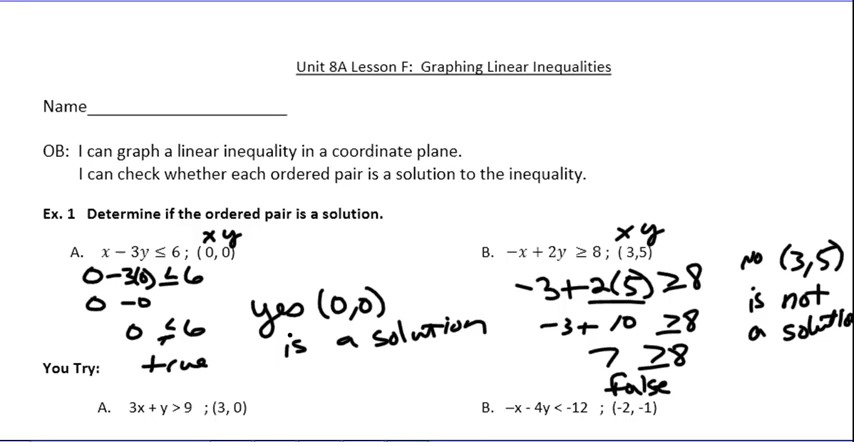 Unit 8A Lesson F: Graphing Linear Inequalities
Name____________________
OB: I can graph a linear inequality in a coordinate plane.
I can check whether each ordered pair is a solution to the inequality.
Ex. 1 Determine if the ordered pair is a solution.
x y
A. x – 3y ≤ 6 ; ( 0, 0)
0-3(0) ≤ 6
0 -0
0 ≤ 6
true
yes (0,0)
is a solution
x y
B. –x + 2y ≥ 8 ; ( 3,5)
-3+2(5) ≥ 8
-3+ 10 ≥ 8
7 ≥ 8
false
no (3,5)
is not
a solutio
You Try:
A. 3x + y > 9 ; (3, 0)
B. –x - 4y < -12 ; (-2, -1)